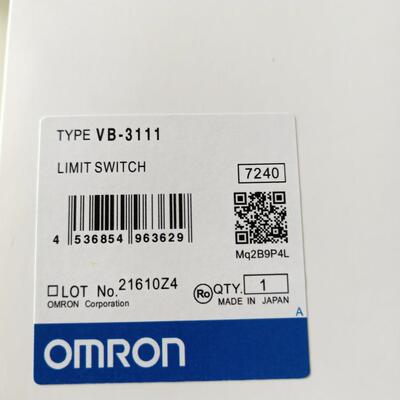 TYPE VB-3111
LIMIT SWITCH
7240
4 536854 963629
Mq2B9P4L
LOT No. 21610Z4
OMRON Corporation
Ro QTY. 1
MADE IN JAPAN
A
OMRON